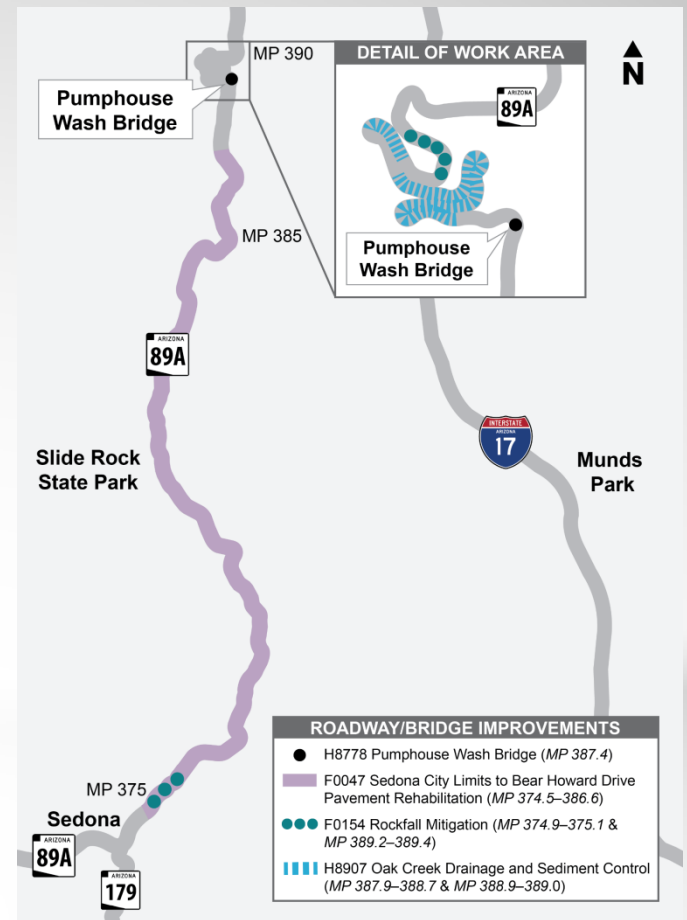 MP 390
Pumphouse
Wash Bridge
DETAIL OF WORK AREA
ARIZONA
89A
Pumphouse
Wash Bridge
N
MP 385
ARIZONA
89A
Slide Rock
State Park
INTERSTATE
ARIZONA
17
Munds
Park
MP 375
Sedona
ARIZONA
89A
ARIZONA
179
ROADWAY/BRIDGE IMPROVEMENTS
H8778 Pumphouse Wash Bridge (MP 387.4)
F0047 Sedona City Limits to Bear Howard Drive
Pavement Rehabilitation (MP 374.5–386.6)
F0154 Rockfall Mitigation (MP 374.9–375.1 &
MP 389.2–389.4)
H8907 Oak Creek Drainage and Sediment Control
(MP 387.9–388.7 & MP 388.9–389.0)